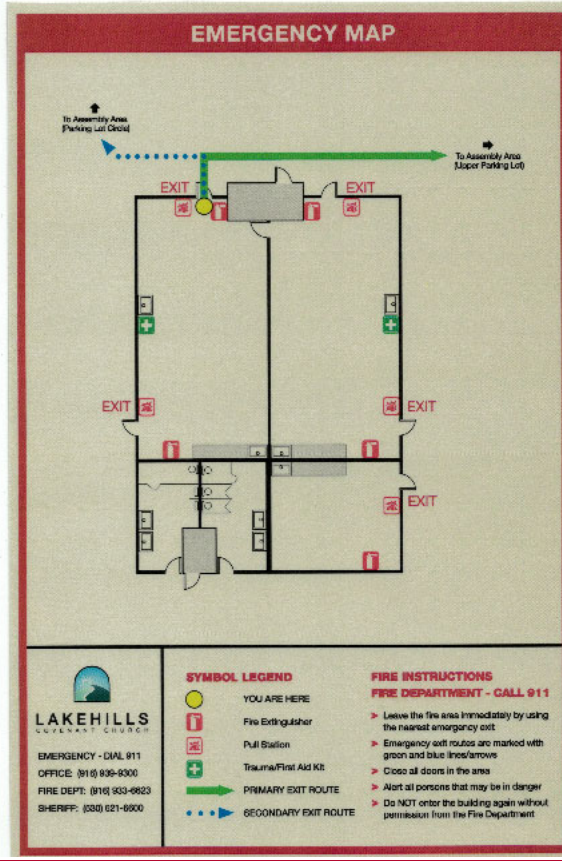 EMERGENCY MAP
To Assembly Area
(Parking Lot Circle)
To Assembly Area
(Upper Parking Lot)
EXIT
EXIT
EXIT
EXIT
EXIT
LAKEHILLS
COVENANT CHURCH
EMERGENCY - DIAL 911
OFFICE: (916) 939-9300
FIRE DEPT: (916) 933-6623
SHERIFF: (530) 621-6600
SYMBOL LEGEND
YOU ARE HERE
Fire Extinguisher
Pull Station
Trauma/First Aid Kit
PRIMARY EXIT ROUTE
SECONDARY EXIT ROUTE
FIRE INSTRUCTIONS
FIRE DEPARTMENT - CALL 911
➤ Leave the fire area immediately by using
the nearest emergency exit
➤ Emergency exit routes are marked with
green and blue lines/arrows
➤ Close all doors in the area
➤ Alert all persons that may be in danger
➤ Do NOT enter the building again without
permission from the Fire Department